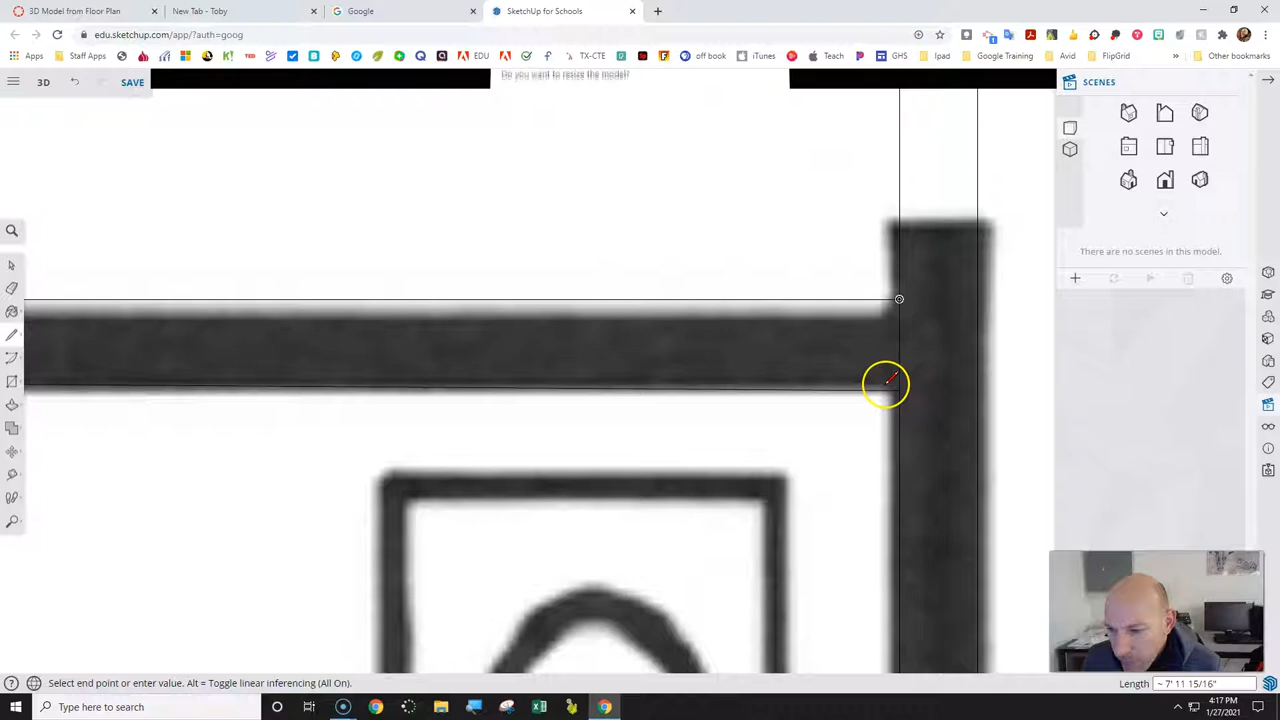 3D Model from Floor Plan
New Tab - Toby
Google
SketchUp for Schools
edu.sketchup.com/app/?auth=goog
Apps
Staff Apps
EDU
TX-CTE
off book
iTunes
Teach
GHS
Ipad
Google Training
Avid
FlipGrid
Other bookmarks
3D
SAVE
Do you want to resize the model?
SCENES
There are no scenes in this model.
Select end point or enter value. Alt = Toggle linear inferencing (All On).
Length
~ 7' 11 15/16"
Type here to search
4:17 PM
1/27/2021